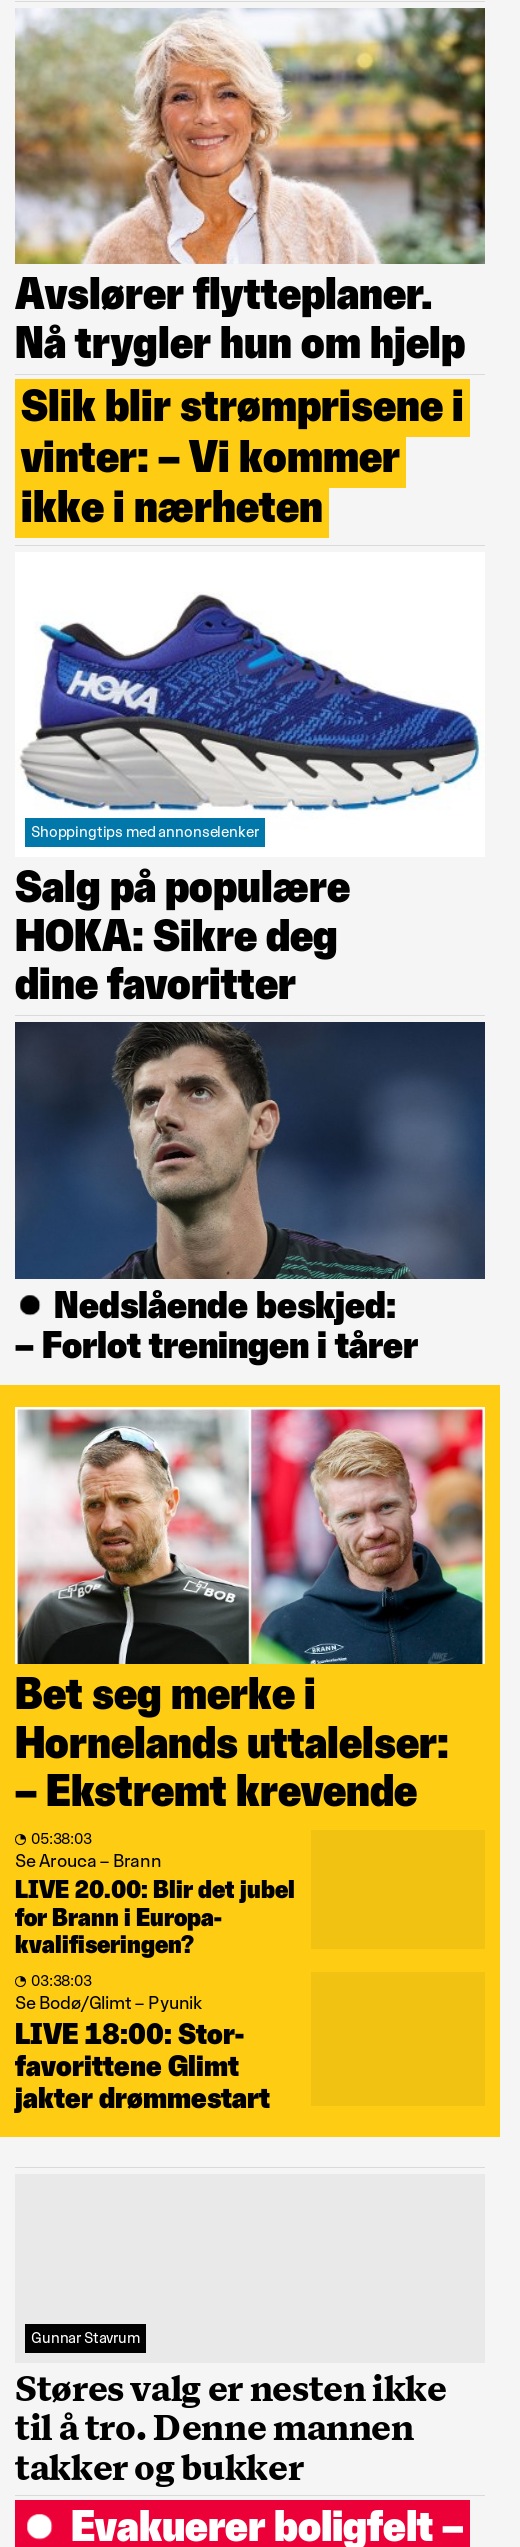 Avslører flytteplaner.
Nå trygler hun om hjelp
Slik blir strømprisene i
vinter: – Vi kommer
ikke i nærheten
HOKA
Shoppingtips med annonselenker
Salg på populære
HOKA: Sikre deg
dine favoritter
Nedslående beskjed:
– Forlot treningen i tårer
BOB
BOB
BRANN
Bet seg merke i
Hornelands uttalelser:
– Ekstremt krevende
05:38:03
Se Arouca – Brann
LIVE 20.00: Blir det jubel
for Brann i Europa-
kvalifiseringen?
03:38:03
Se Bodø/Glimt – Pyunik
LIVE 18:00: Stor-
favorittene Glimt
jakter drømmestart
Gunnar Stavrum
Støres valg er nesten ikke
til å tro. Denne mannen
takker og bukker
Evakuerer boligfelt –